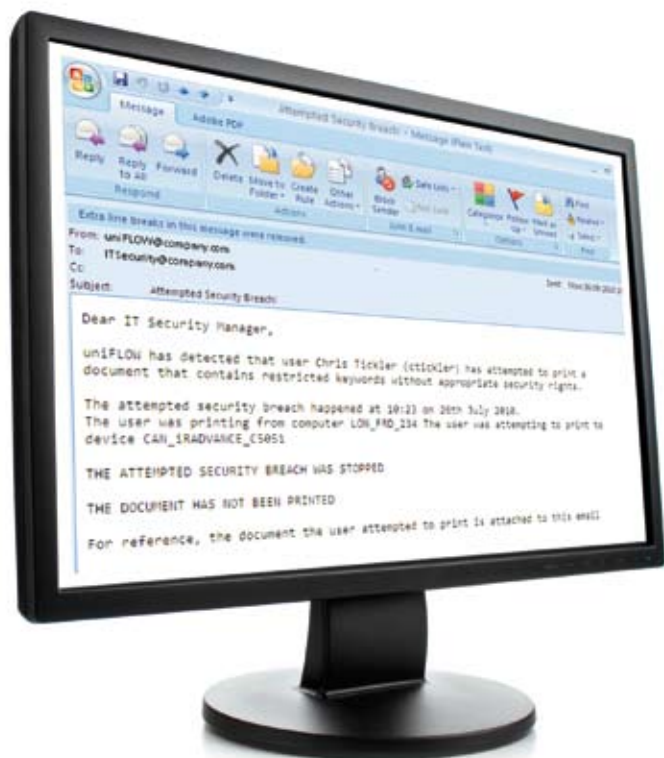 Attempted Security Breach - Message (Plain Text)
Message
Adobe PDF
Reply
Reply
to All
Forward
Delete
Move to
Folder
Create
Rule
Other
Actions
Block
Sender
Safe Lists
Categorize
Follow
Up
Mark as
Unread
Find
Related
Select
Respond
Actions
Junk E-mail
Options
Find
Extra line breaks in this message were removed.
From: uniFLOW@company.com
To: ITSecurity@company.com
Cc:
Subject: Attempted Security Breach
Sent:
Dear IT Security Manager,
uniFLOW has detected that user Chris Tickler (ctickler) has attempted to print a
document that contains restricted keywords without appropriate security rights.
The attempted security breach happened at 10:23 on 26th July 2010.
The user was printing from computer LON_FRD_234 The user was attempting to print to
device CAN_iRADVANCE_C5051
THE ATTEMPTED SECURITY BREACH WAS STOPPED
THE DOCUMENT HAS NOT BEEN PRINTED
For reference, the document the user attempted to print is attached to this email